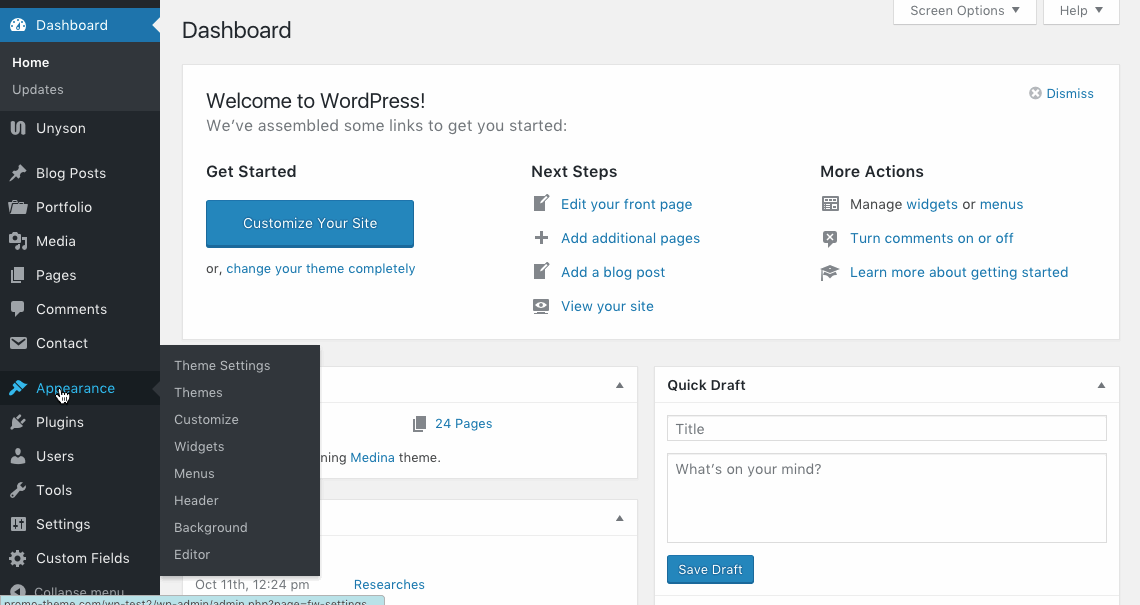 Dashboard
Home
Updates
Unyson
Blog Posts
Portfolio
Media
Pages
Comments
Contact
Appearance
Plugins
Users
Tools
Settings
Custom Fields
Collapse menu
Theme Settings
Themes
Customize
Widgets
Menus
Header
Background
Editor
Screen Options
Help
Dashboard
Welcome to WordPress!
We've assembled some links to get you started:
Dismiss
Get Started
Customize Your Site
or, change your theme completely
Next Steps
Edit your front page
Add additional pages
Add a blog post
View your site
More Actions
Manage widgets or menus
Turn comments on or off
Learn more about getting started
24 Pages
ning Medina theme.
Oct 11th, 12:24 pm Researches
Quick Draft
Title
What's on your mind?
Save Draft
promo-theme.com/wp-test2/wp-admin/admin.php?page=fw-settings